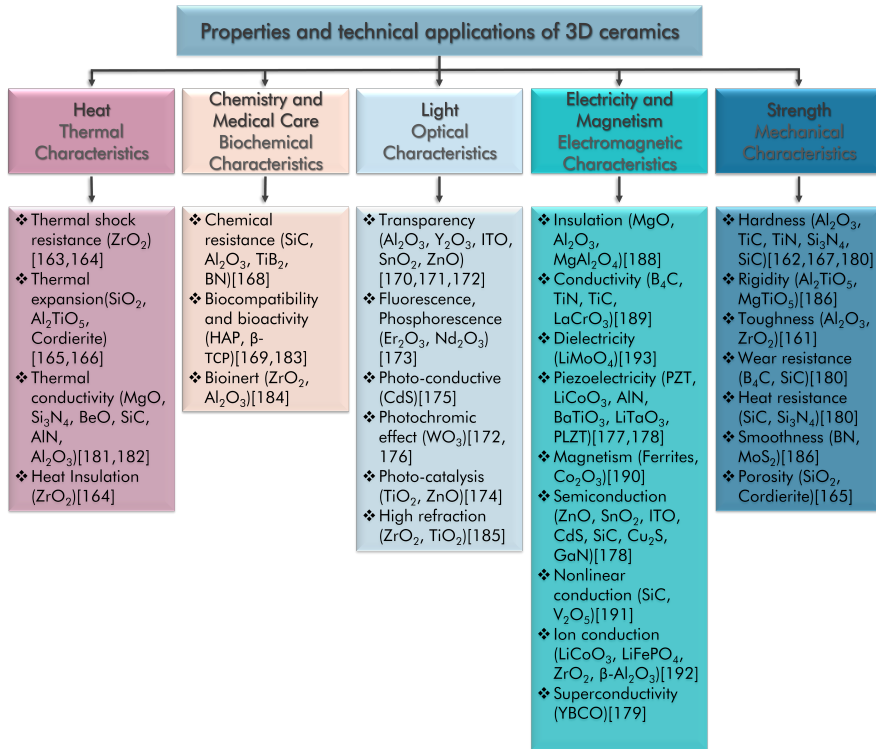 Properties and technical applications of 3D ceramics
Heat
Thermal
Characteristics
Chemistry and
Medical Care
Biochemical
Characteristics
Light
Optical
Characteristics
Electricity and
Magnetism
Electromagnetic
Characteristics
Strength
Mechanical
Characteristics
❖ Thermal shock
resistance (ZrO₂)
[163,164]
❖ Thermal
expansion(SiO₂,
Al₂TiO₅,
Cordierite)
[165,166]
❖ Thermal
conductivity (MgO,
Si₃N₄, BeO, SiC,
AlN,
Al₂O₃)[181,182]
❖ Heat Insulation
(ZrO₂)[164]
❖ Chemical
resistance (SiC,
Al₂O₃, TiB₂,
BN)[168]
❖ Biocompatibility
and bioactivity
(HAP, β-
TCP)[169,183]
❖ Bioinert (ZrO₂,
Al₂O₃)[184]
❖ Transparency
(Al₂O₃, Y₂O₃, ITO,
SnO₂, ZnO)
[170,171,172]
❖ Fluorescence,
Phosphorescence
(Er₂O₃, Nd₂O₃)
[173]
❖ Photo-conductive
(CdS)[175]
❖ Photochromic
effect (WO₃)[172,
176]
❖ Photo-catalysis
(TiO₂, ZnO)[174]
❖ High refraction
(ZrO₂, TiO₂)[185]
❖ Insulation (MgO,
Al₂O₃,
MgAl₂O₄)[188]
❖ Conductivity (B₄C,
TiN, TiC,
LaCrO₃)[189]
❖ Dielectricity
(LiMoO₄)[193]
❖ Piezoelectricity (PZT,
LiCoO₃, AlN,
BaTiO₃, LiTaO₃,
PLZT)[177,178]
❖ Magnetism (Ferrites,
Co₂O₃)[190]
❖ Semiconduction
(ZnO, SnO₂, ITO,
CdS, SiC, Cu₂S,
GaN)[178]
❖ Nonlinear
conduction (SiC,
V₂O₅)[191]
❖ Ion conduction
(LiCoO₃, LiFePO₄,
ZrO₂, β-Al₂O₃)[192]
❖ Superconductivity
(YBCO)[179]
❖ Hardness (Al₂O₃,
TiC, TiN, Si₃N₄,
SiC)[162,167,180]
❖ Rigidity (Al₂TiO₅,
MgTiO₅)[186]
❖ Toughness (Al₂O₃,
ZrO₂)[161]
❖ Wear resistance
(B₄C, SiC)[180]
❖ Heat resistance
(SiC, Si₃N₄)[180]
❖ Smoothness (BN,
MoS₂)[186]
❖ Porosity (SiO₂,
Cordierite)[165]